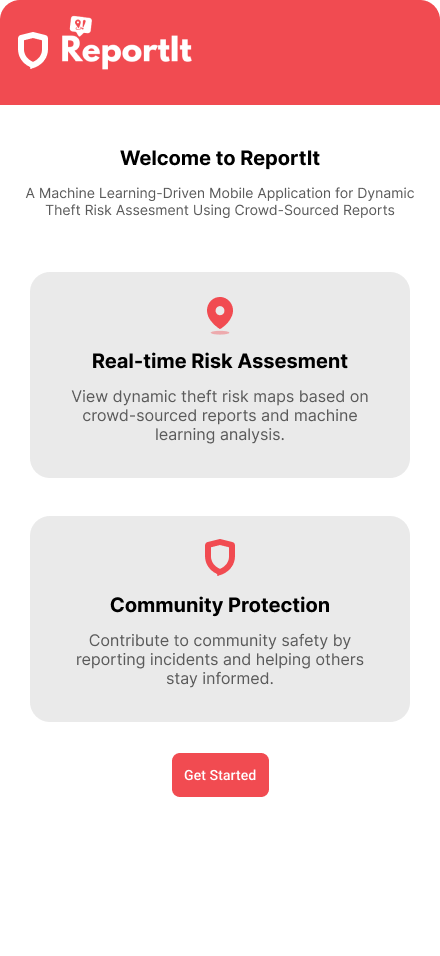 ReportIt
Welcome to ReportIt
A Machine Learning-Driven Mobile Application for Dynamic
Theft Risk Assesment Using Crowd-Sourced Reports
Real-time Risk Assesment
View dynamic theft risk maps based on
crowd-sourced reports and machine
learning analysis.
Community Protection
Contribute to community safety by
reporting incidents and helping others
stay informed.
Get Started